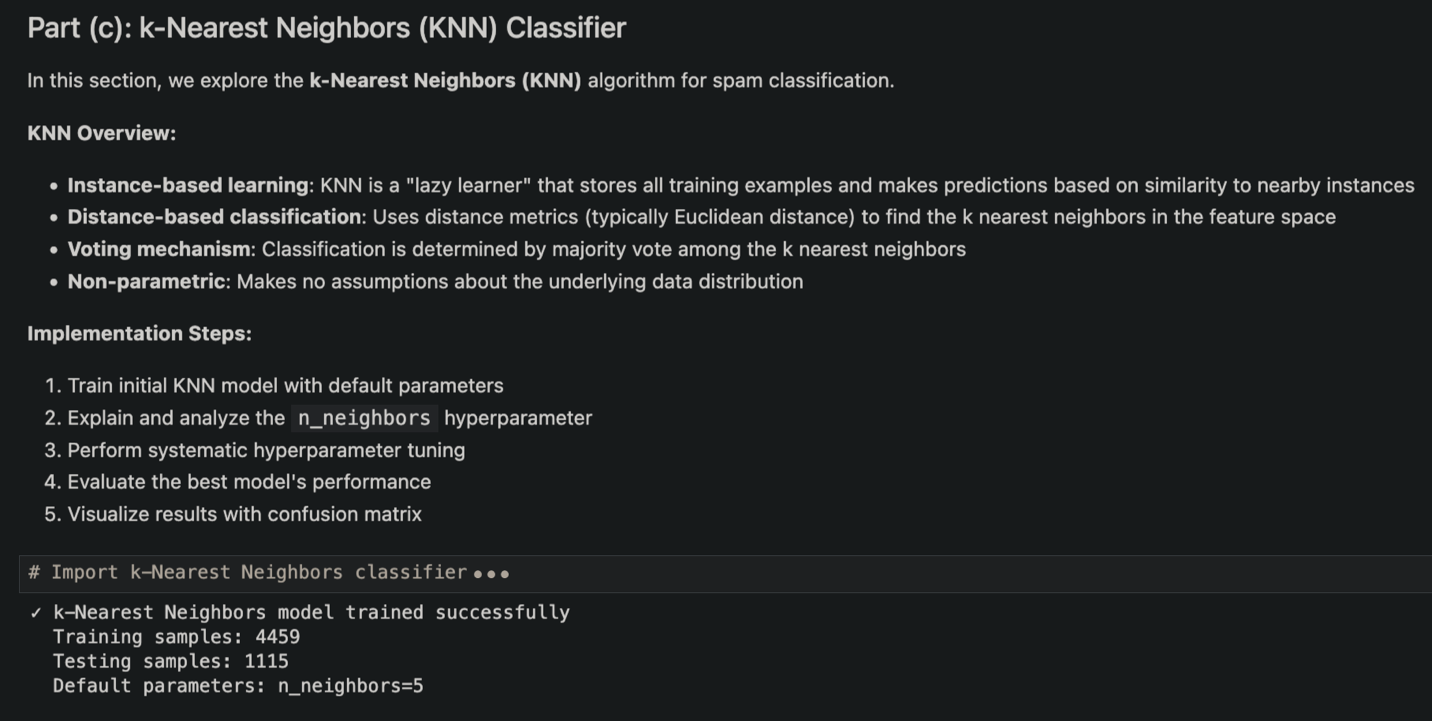 Part (c): k-Nearest Neighbors (KNN) Classifier
In this section, we explore the k-Nearest Neighbors (KNN) algorithm for spam classification.
KNN Overview:
• Instance-based learning: KNN is a "lazy learner" that stores all training examples and makes predictions based on similarity to nearby instances
• Distance-based classification: Uses distance metrics (typically Euclidean distance) to find the k nearest neighbors in the feature space
• Voting mechanism: Classification is determined by majority vote among the k nearest neighbors
• Non-parametric: Makes no assumptions about the underlying data distribution
Implementation Steps:
1. Train initial KNN model with default parameters
2. Explain and analyze the n_neighbors hyperparameter
3. Perform systematic hyperparameter tuning
4. Evaluate the best model's performance
5. Visualize results with confusion matrix
# Import k-Nearest Neighbors classifier •••
✓ k-Nearest Neighbors model trained successfully
Training samples: 4459
Testing samples: 1115
Default parameters: n_neighbors=5